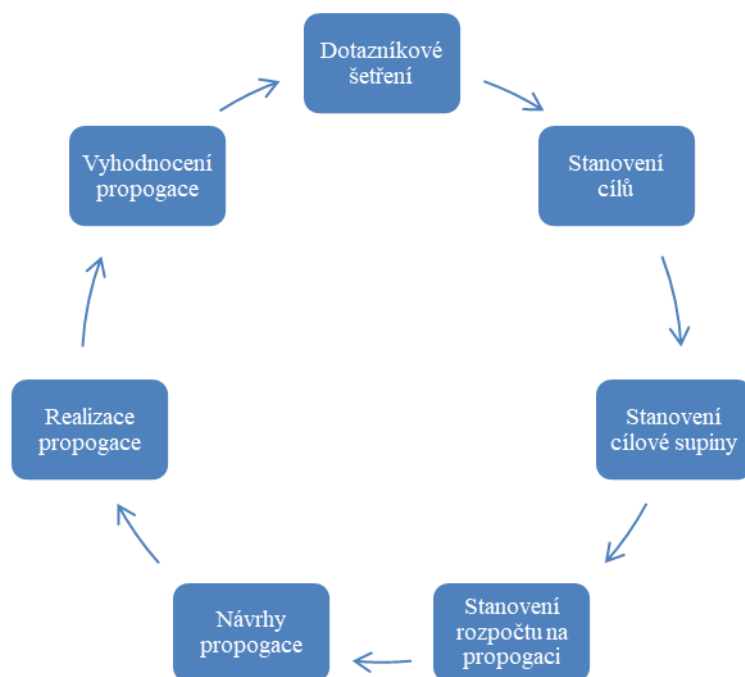 Dotazníkové
šetření
Stanovení
cílů
Stanovení
cílové supiny
Stanovení
rozpočtu na
propogaci
Návrhy
propogace
Realizace
propogace
Vyhodnocení
propogace